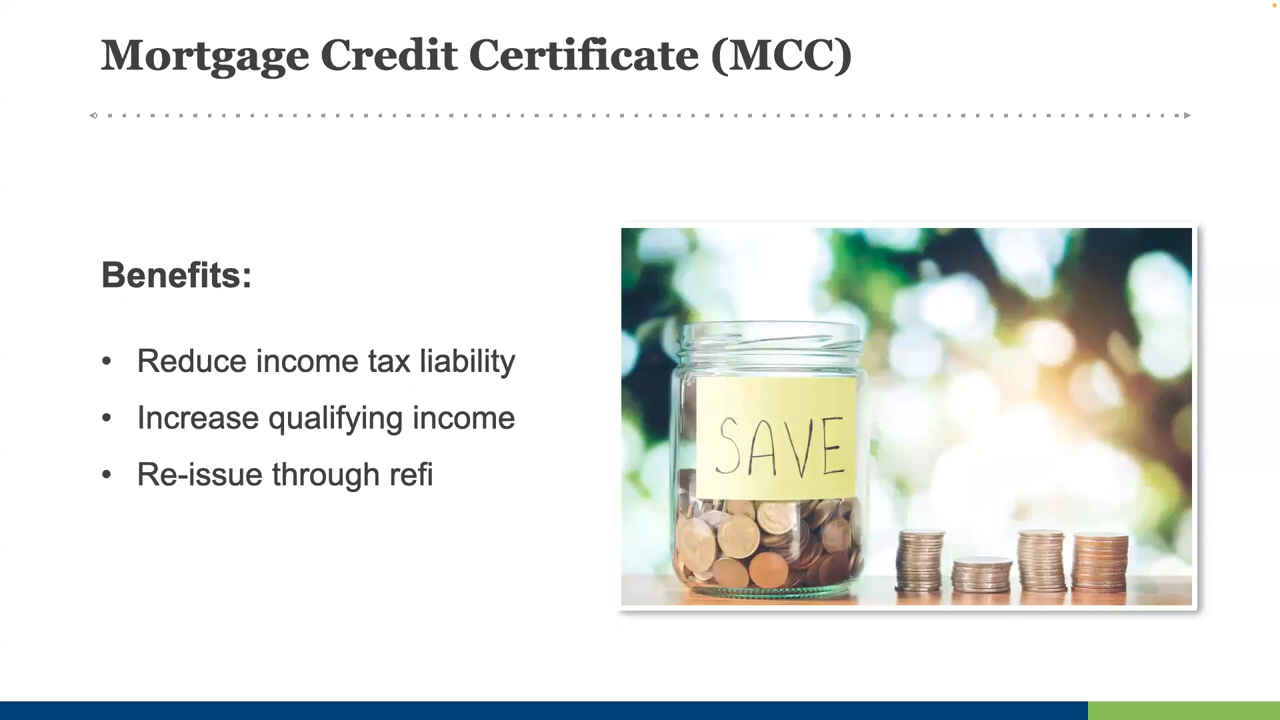 Mortgage Credit Certificate (MCC)
Benefits:
• Reduce income tax liability
• Increase qualifying income
• Re-issue through refi
SAVE